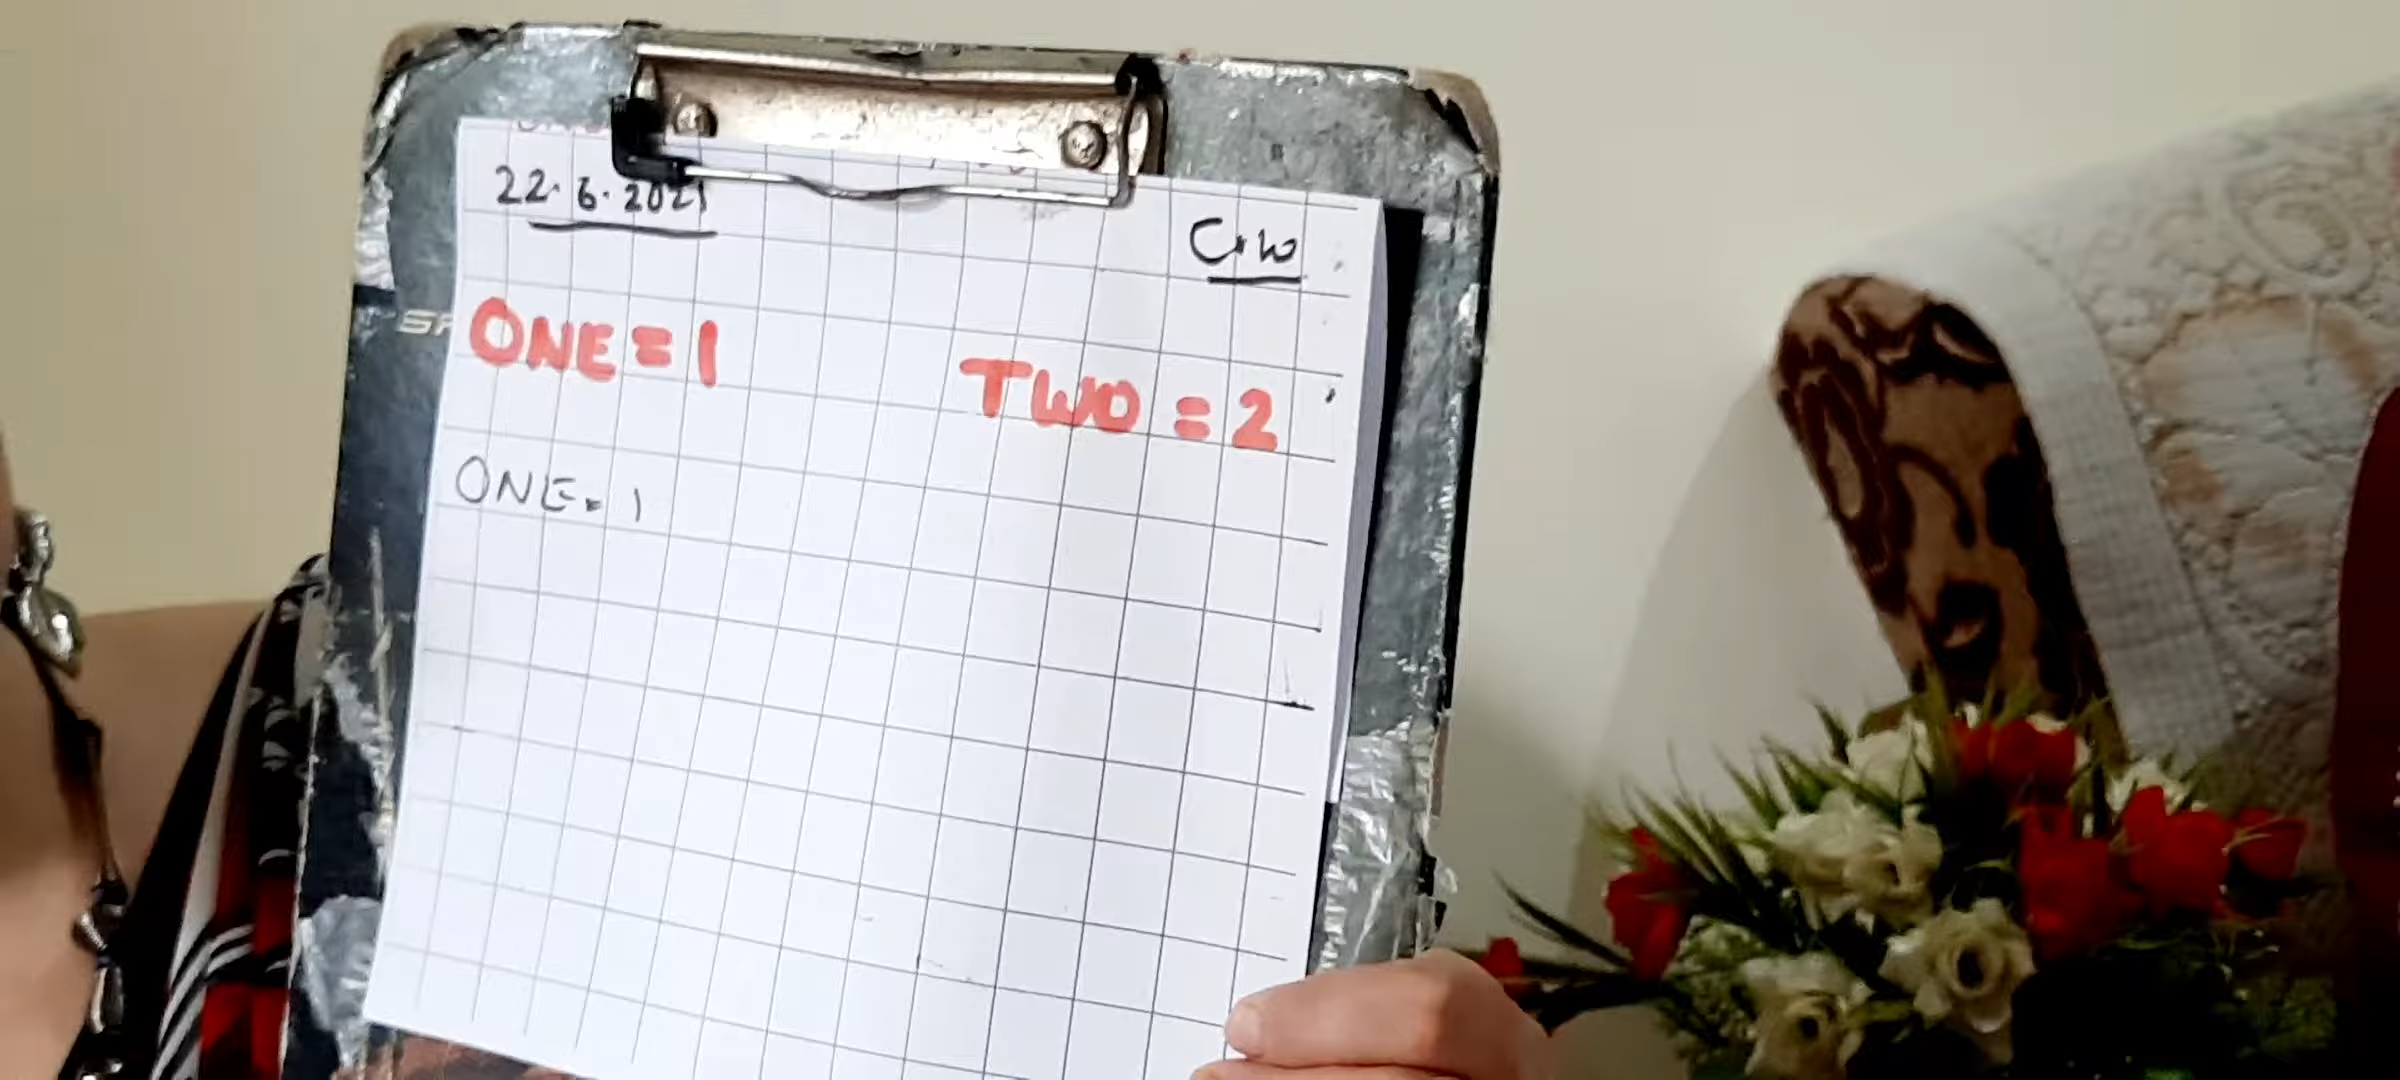 22.6.2021
C.W
ONE = 1
TWO = 2
ONE = 1